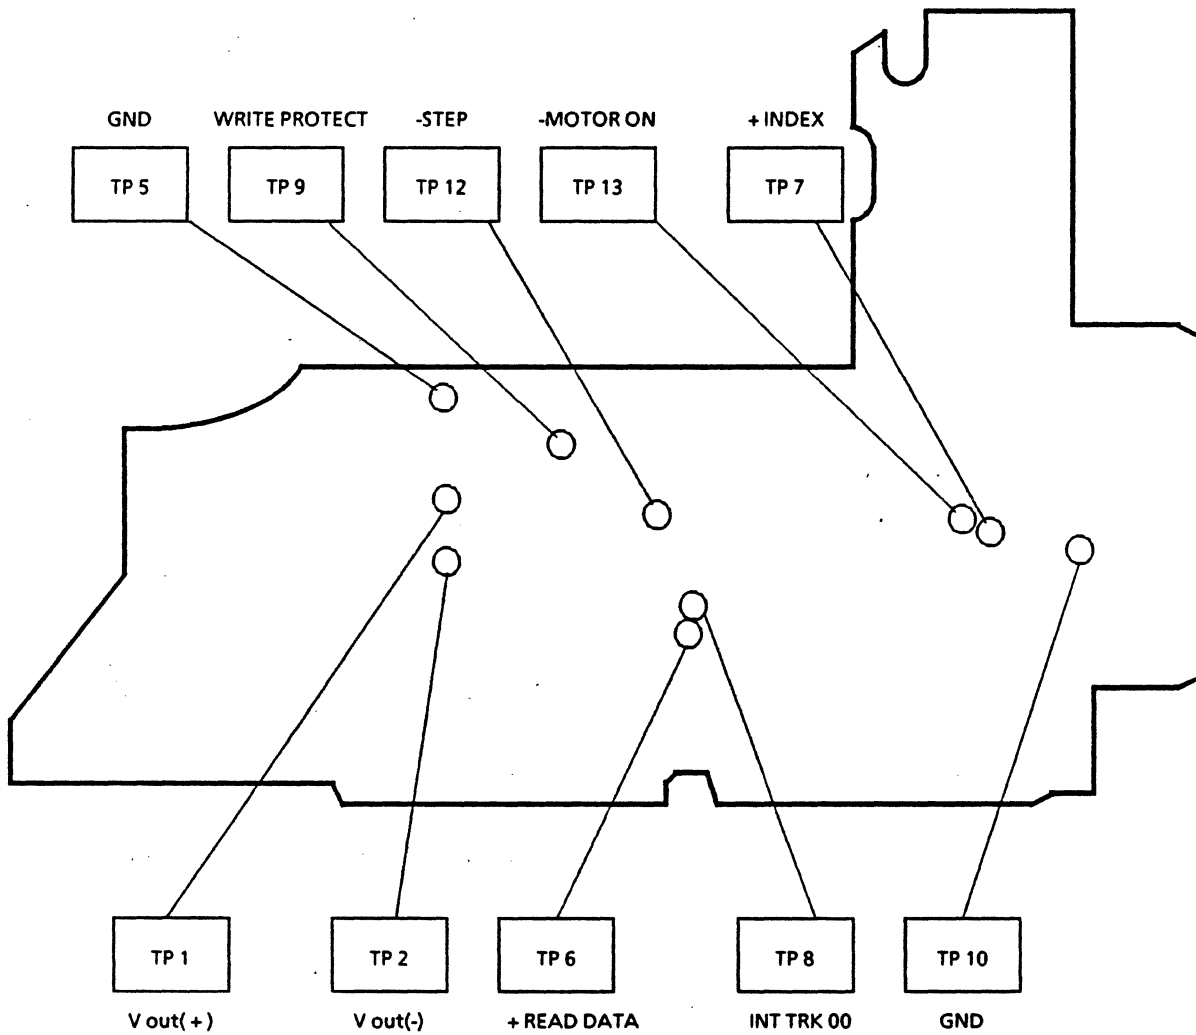 GND WRITE PROTECT -STEP -MOTOR ON + INDEX
TP 5 TP 9 TP 12 TP 13 TP 7
TP 1 TP 2 TP 6 TP 8 TP 10
V out( + ) V out(-) + READ DATA INT TRK 00 GND